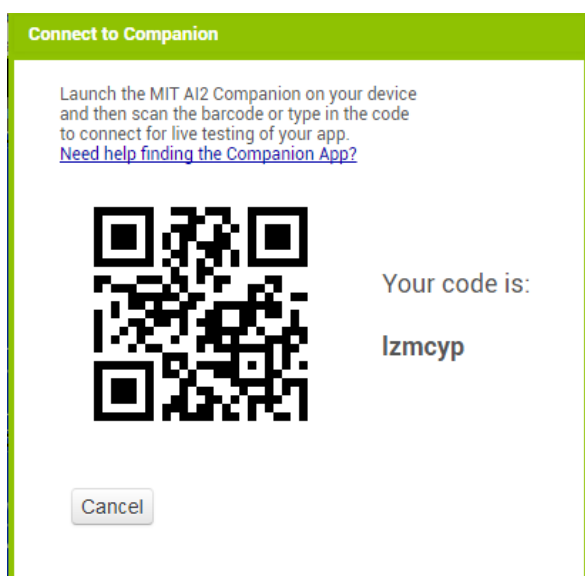 Connect to Companion
Launch the MIT AI2 Companion on your device
and then scan the barcode or type in the code
to connect for live testing of your app.
Need help finding the Companion App?
Your code is:
lzmcyp
Cancel